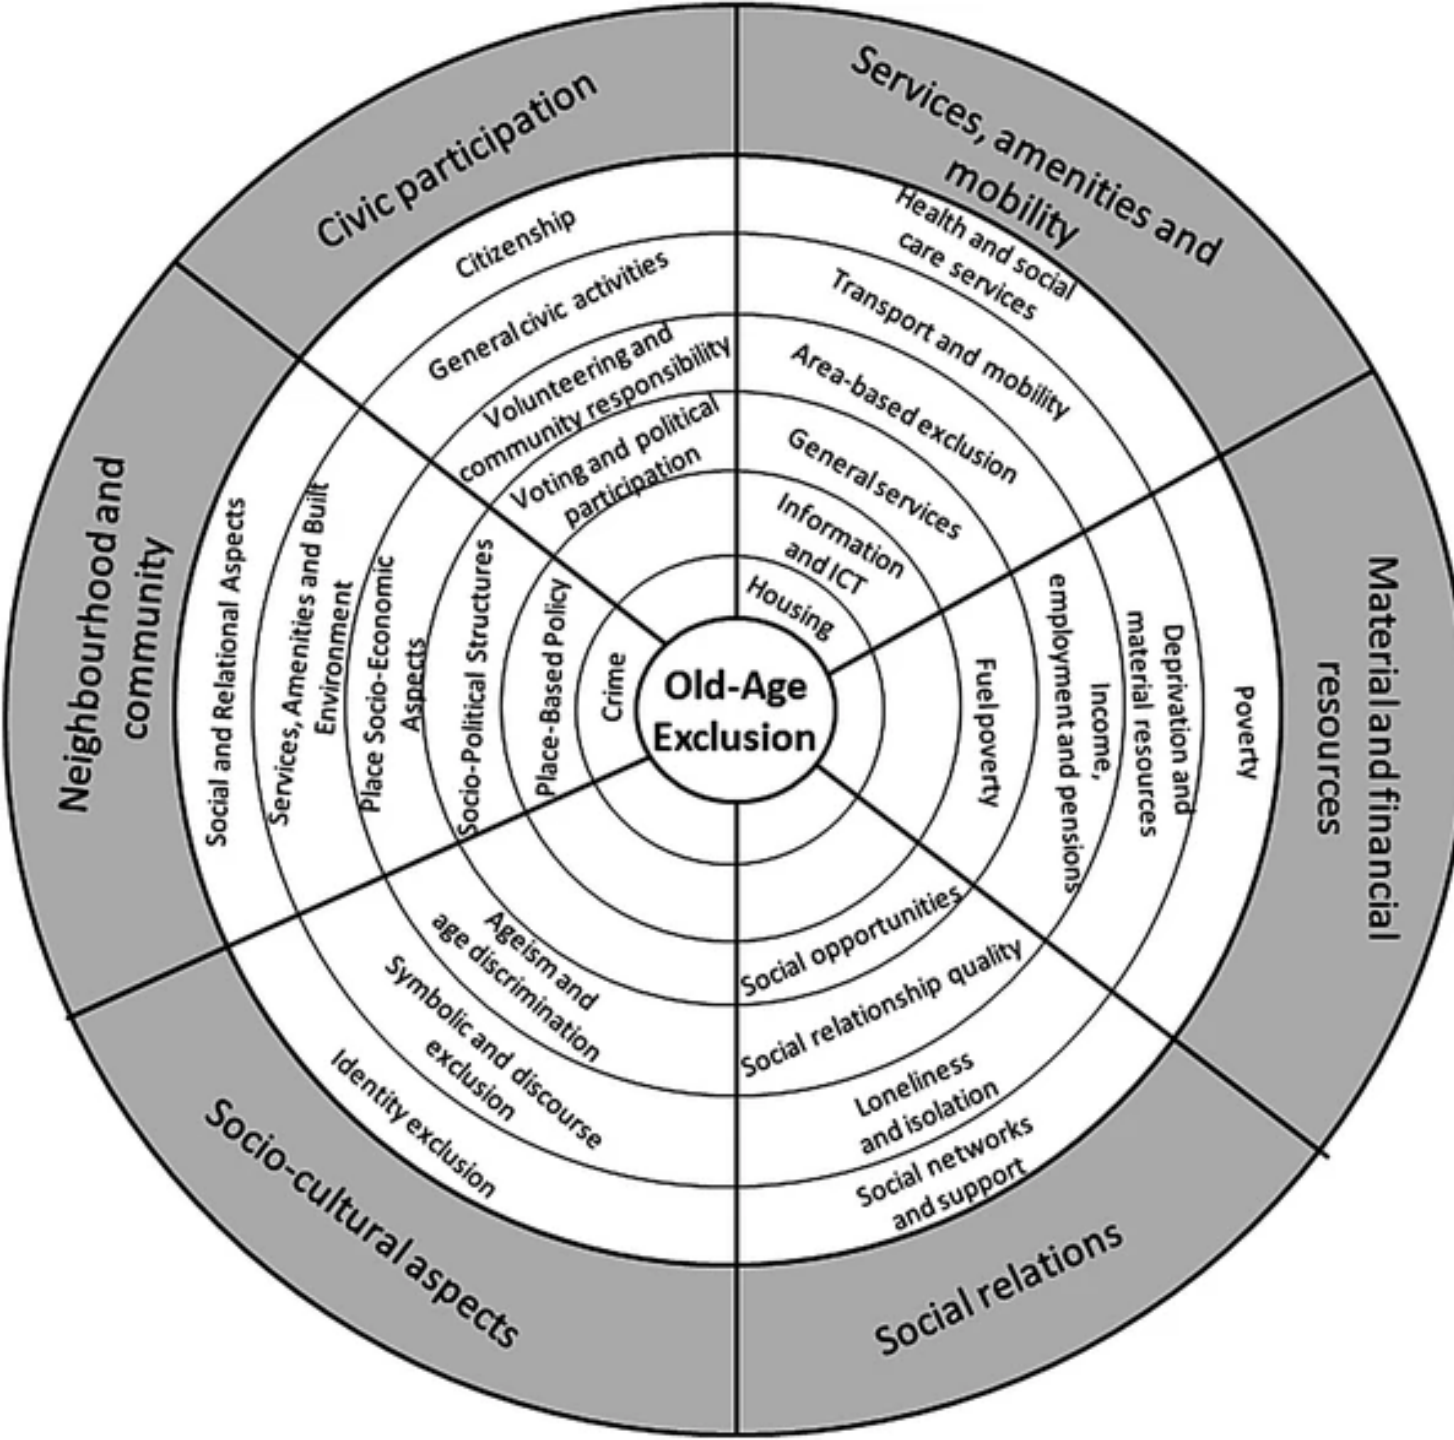 Civic participation
Citizenship
General civic activities
Volunteering and
community responsibility
Voting and political
participation
Services, amenities and
mobility
Health and social
care services
Transport and mobility
Area-based exclusion
General services
Information
and ICT
Housing
Material and financial
resources
Poverty
Deprivation and
material resources
Income,
employment and pensions
Fuel poverty
Social relations
Social networks
and support
Loneliness
and isolation
Social relationship quality
Social opportunities
Socio-cultural aspects
Identity exclusion
Symbolic and discourse
exclusion
Ageism and
age discrimination
Neighbourhood and
community
Social and Relational Aspects
Services, Amenities and Built
Environment
Place Socio-Economic
Aspects
Socio-Political Structures
Place-Based Policy
Crime
Old-Age
Exclusion